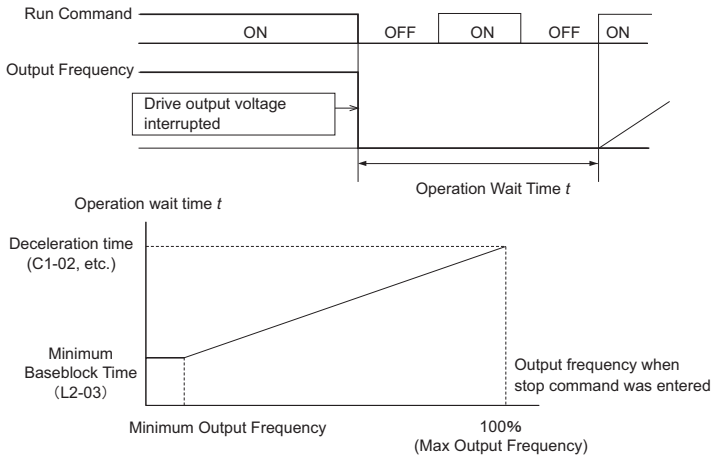 Run Command
ON
OFF
ON
OFF
ON
Output Frequency
Drive output voltage
interrupted
Operation Wait Time t
Operation wait time t
Deceleration time
(C1-02, etc.)
Minimum
Baseblock Time
(L2-03)
Output frequency when
stop command was entered
Minimum Output Frequency
100%
(Max Output Frequency)